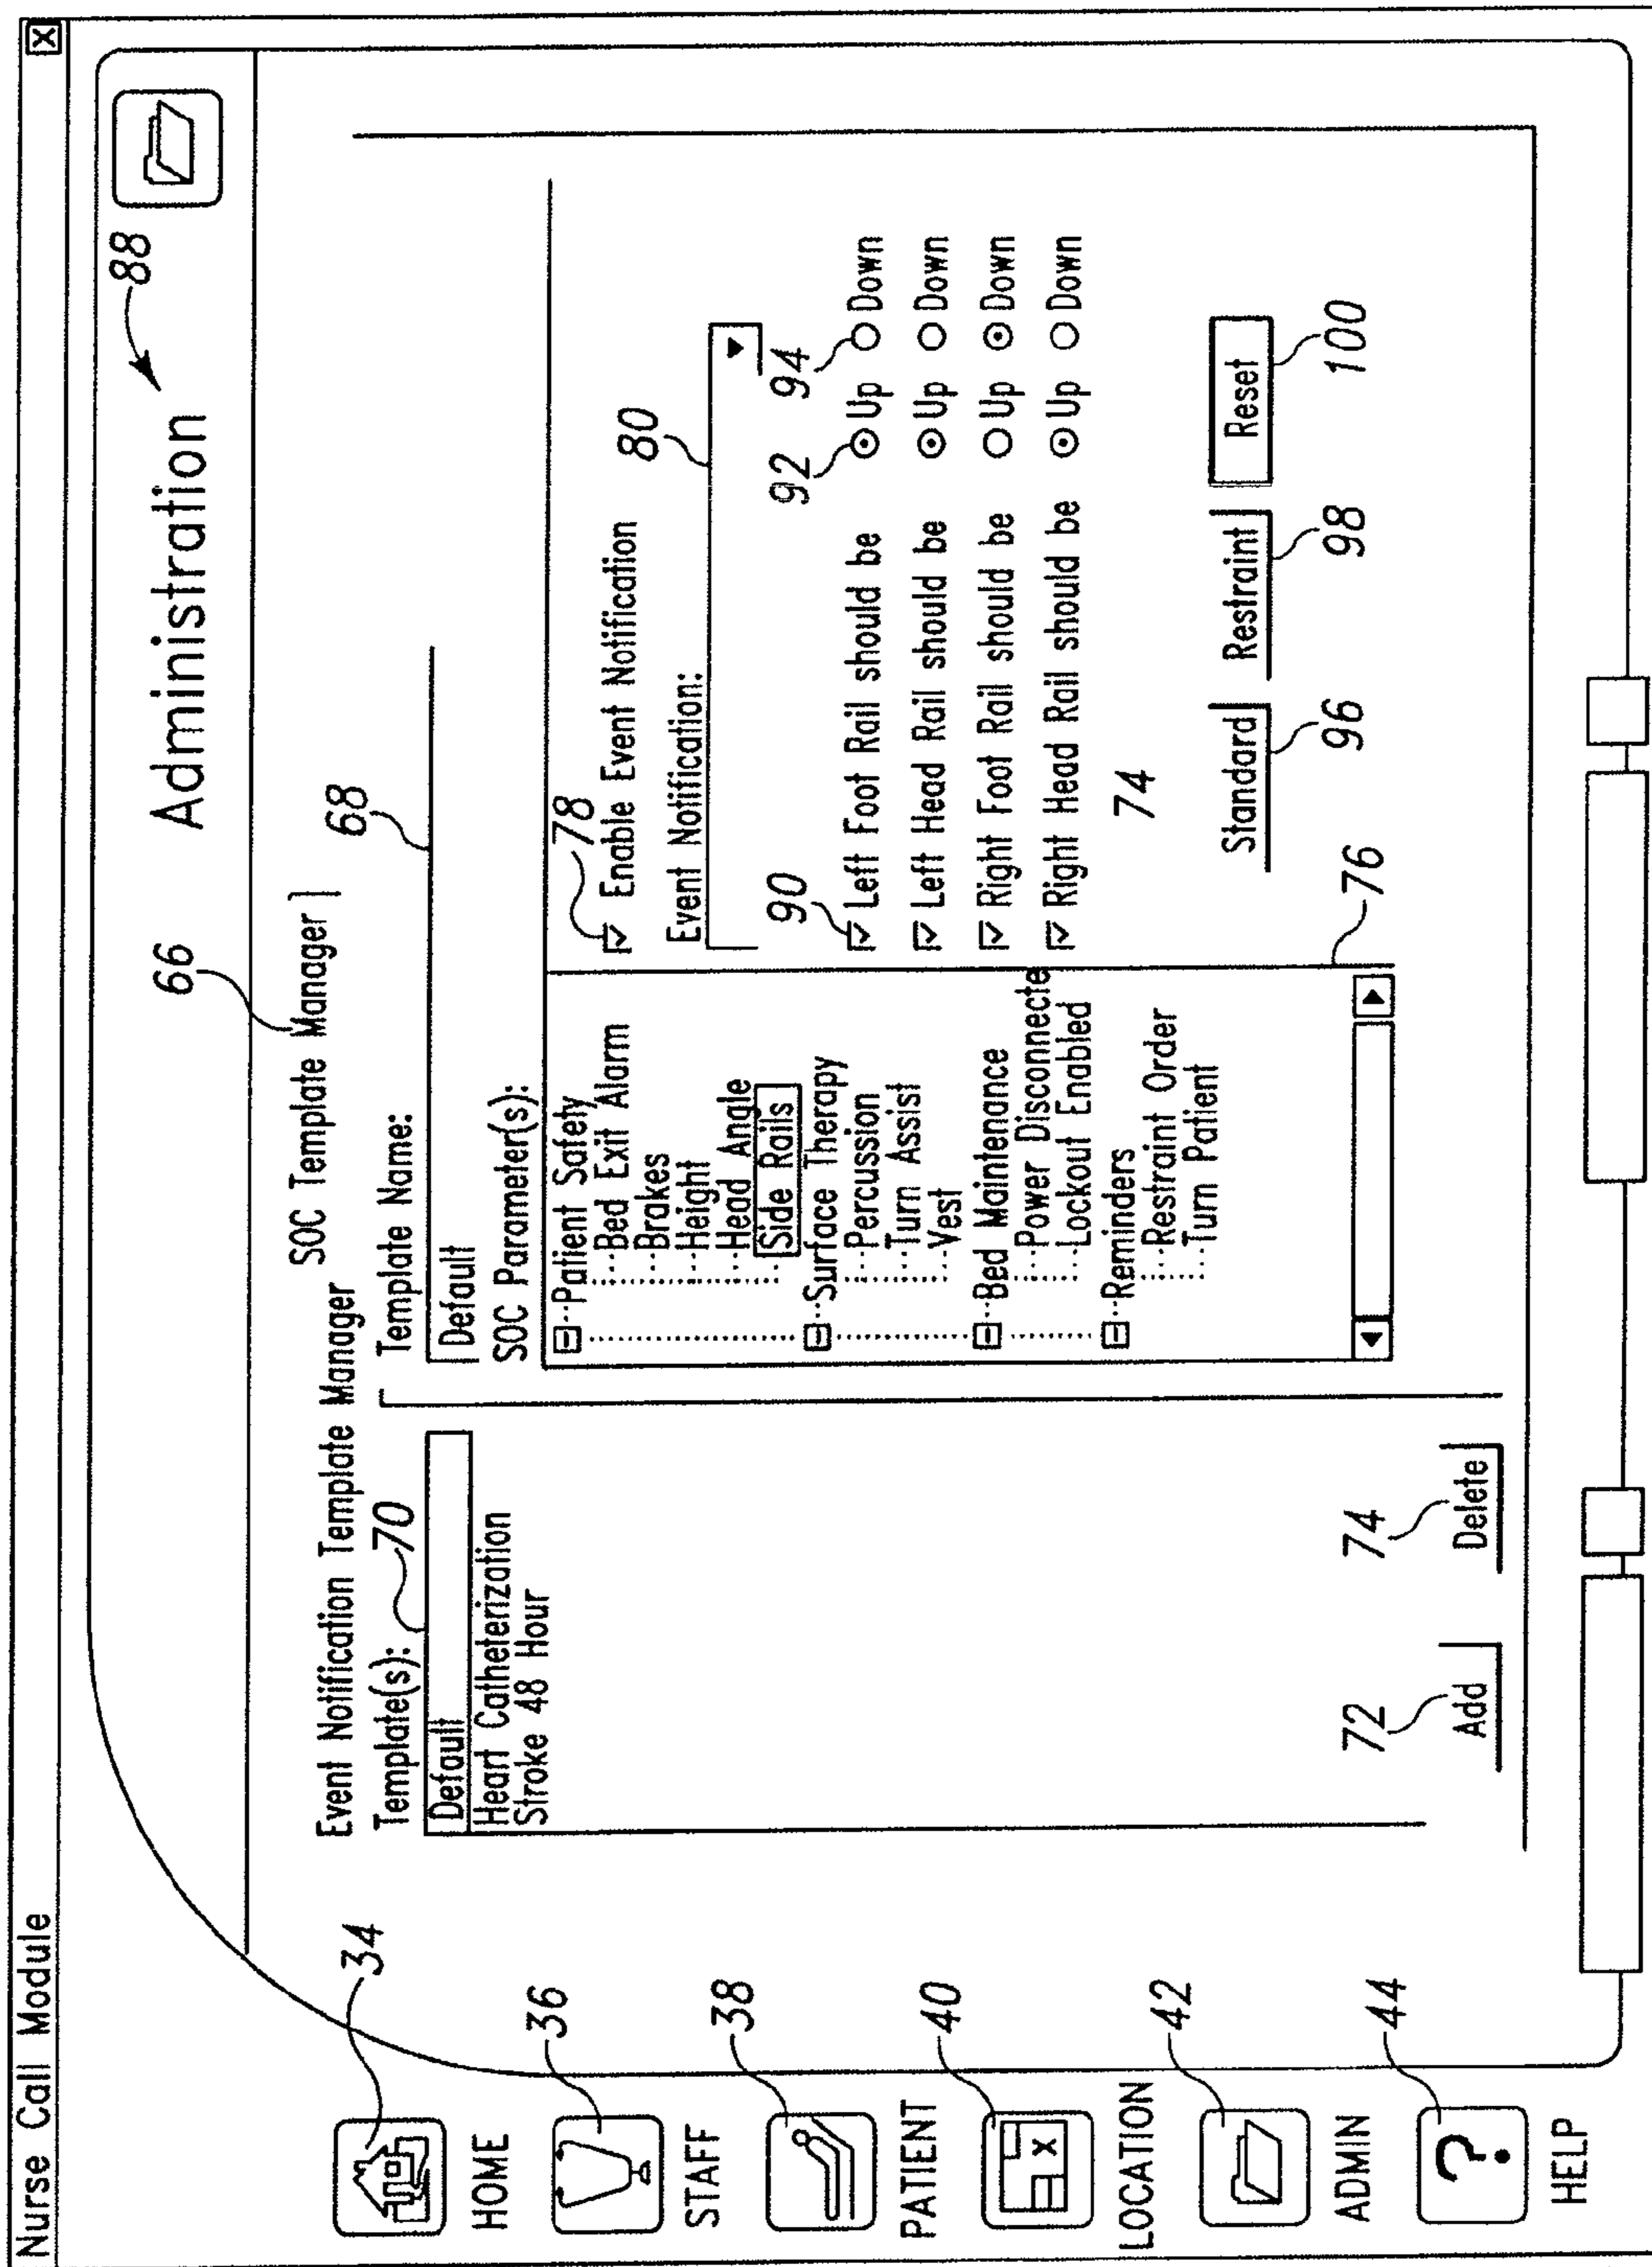 Nurse Call Module
X
Administration
88
66
SOC Template Manager
Event Notification Template Manager
Template(s):
70
Default
Heart Catheterization
Stroke 48 Hour
72
Add
74
Delete
Template Name:
68
Default
SOC Parameter(s):
Patient Safety
Bed Exit Alarm
Brakes
Height
Head Angle
Side Rails
Surface Therapy
Percussion
Turn Assist
Vest
Bed Maintenance
Power Disconnecte
Lockout Enabled
Reminders
Restraint Order
Turn Patient
76
78
Enable Event Notification
Event Notification:
80
90
92
94
Left Foot Rail should be Up Down
Left Head Rail should be Up Down
Right Foot Rail should be Up Down
Right Head Rail should be Up Down
74
Standard Restraint Reset
96
98
100
34
HOME
36
STAFF
38
PATIENT
40
X
LOCATION
42
ADMIN
44
?
HELP